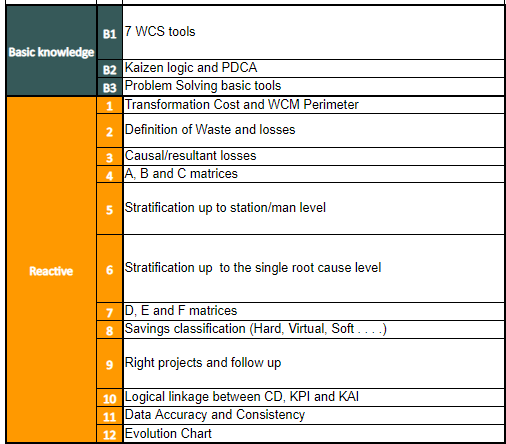 Basic knowledge
B1 7 WCS tools
B2 Kaizen logic and PDCA
B3 Problem Solving basic tools
Reactive
1 Transformation Cost and WCM Perimeter
2 Definition of Waste and losses
3 Causal/resultant losses
4 A, B and C matrices
5 Stratification up to station/man level
6 Stratification up  to the single root cause level
7 D, E and F matrices
8 Savings classification (Hard, Virtual, Soft . . . .)
9 Right projects and follow up
10 Logical linkage between CD, KPI and KAI
11 Data Accuracy and Consistency
12 Evolution Chart